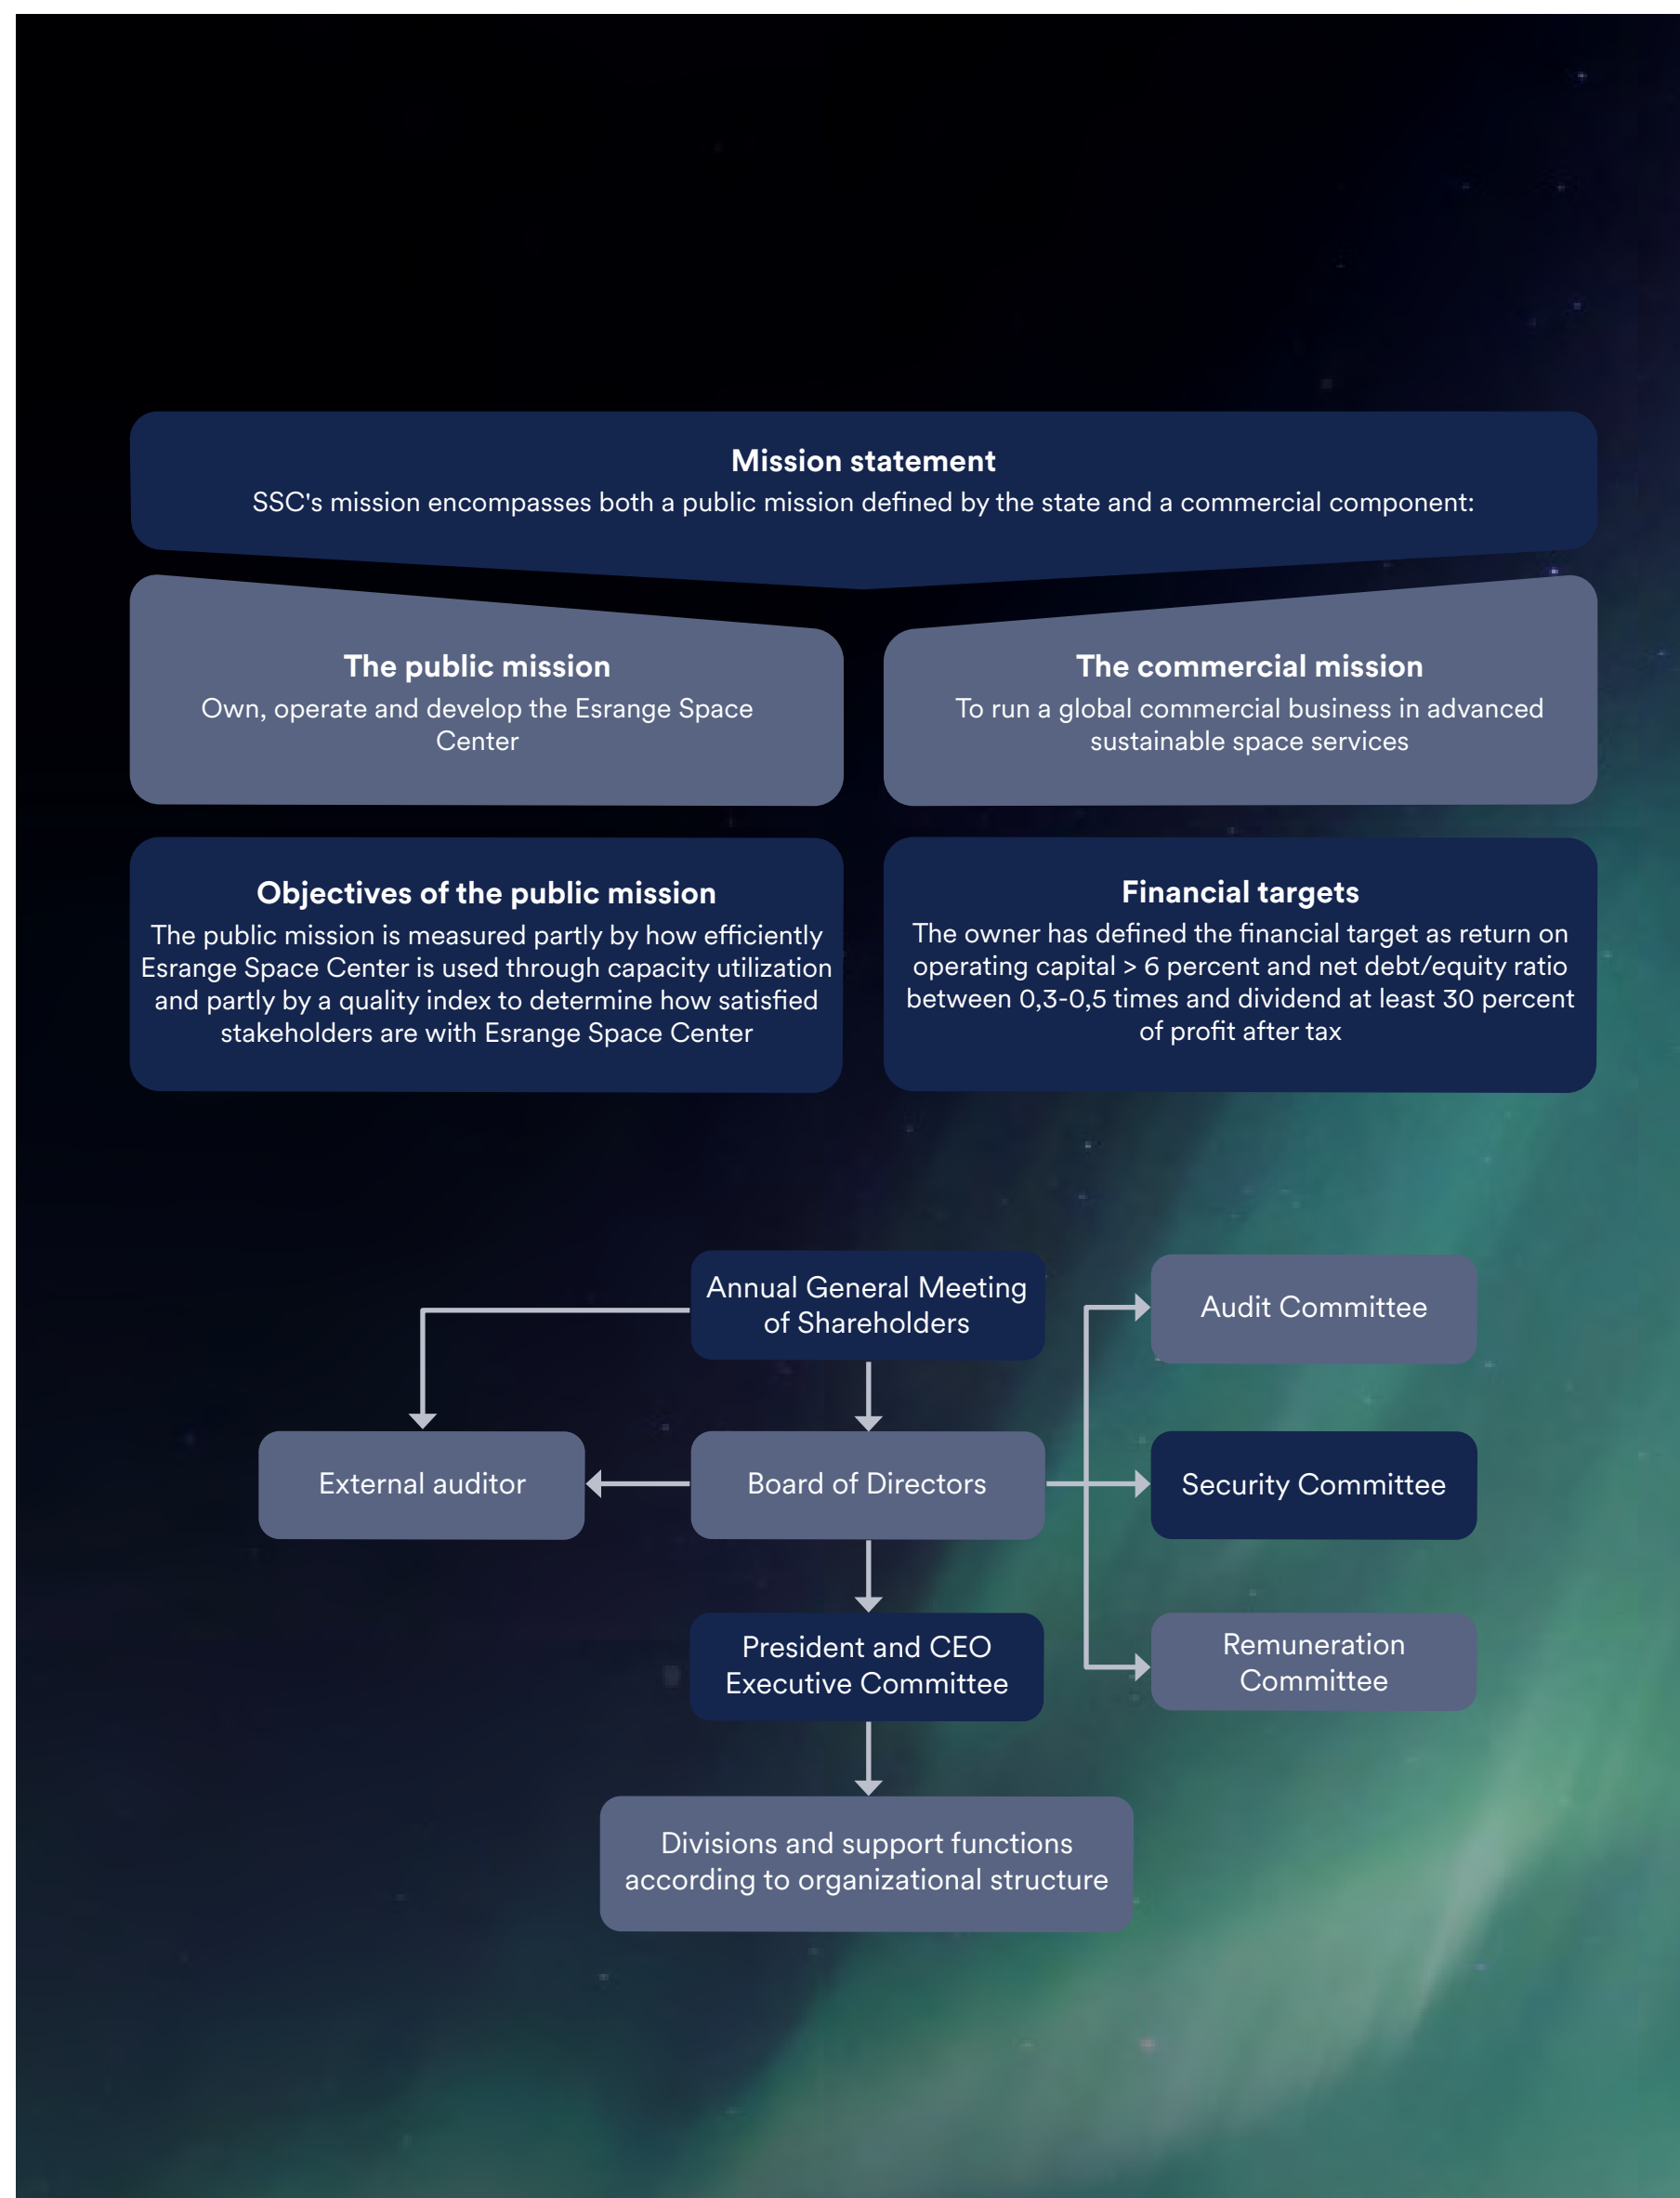 Mission statement
SSC's mission encompasses both a public mission defined by the state and a commercial component:
The public mission
Own, operate and develop the Esrange Space
Center
The commercial mission
To run a global commercial business in advanced
sustainable space services
Objectives of the public mission
The public mission is measured partly by how efficiently
Esrange Space Center is used through capacity utilization
and partly by a quality index to determine how satisfied
stakeholders are with Esrange Space Center
Financial targets
The owner has defined the financial target as return on
operating capital > 6 percent and net debt/equity ratio
between 0,3-0,5 times and dividend at least 30 percent
of profit after tax
Annual General Meeting
of Shareholders
Audit Committee
External auditor
Board of Directors
Security Committee
President and CEO
Executive Committee
Remuneration
Committee
Divisions and support functions
according to organizational structure